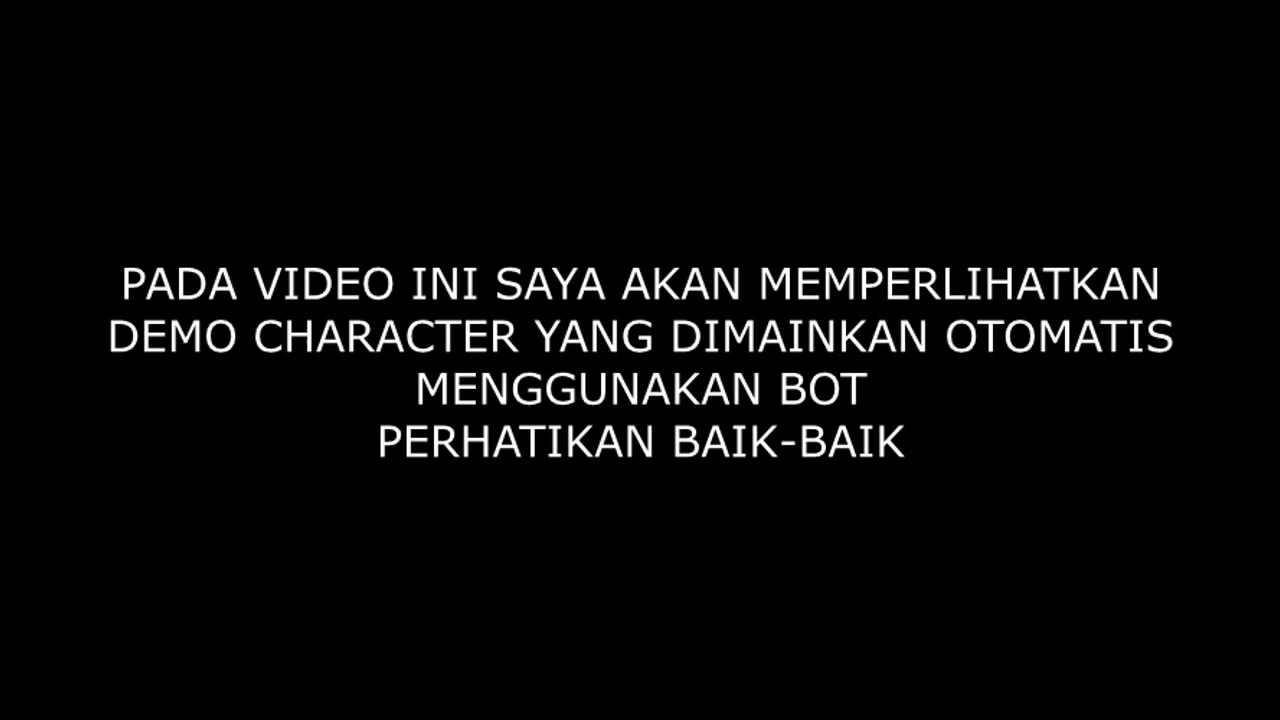 PADA VIDEO INI SAYA AKAN MEMPERLIHATKAN
DEMO CHARACTER YANG DIMAINKAN OTOMATIS
MENGGUNAKAN BOT
PERHATIKAN BAIK-BAIK